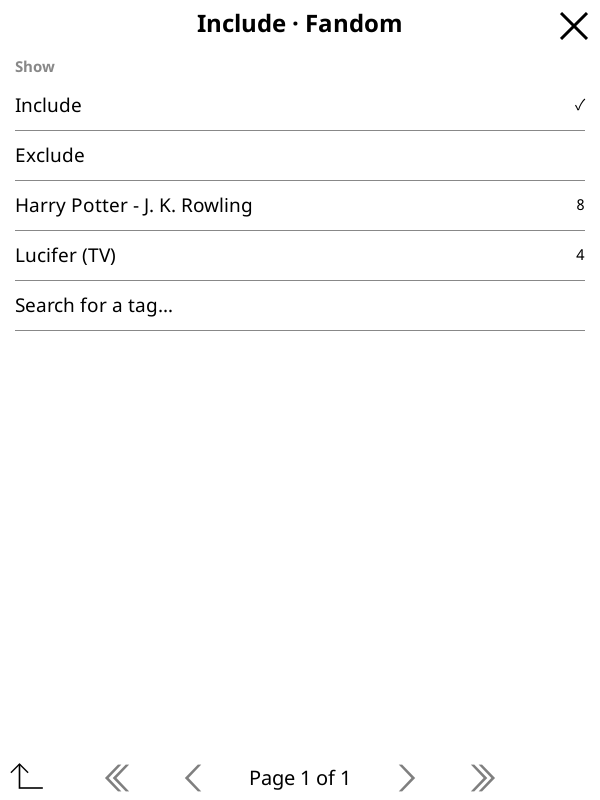 Include · Fandom
Show
Include ✓
Exclude
Harry Potter - J. K. Rowling 8
Lucifer (TV) 4
Search for a tag...
Page 1 of 1